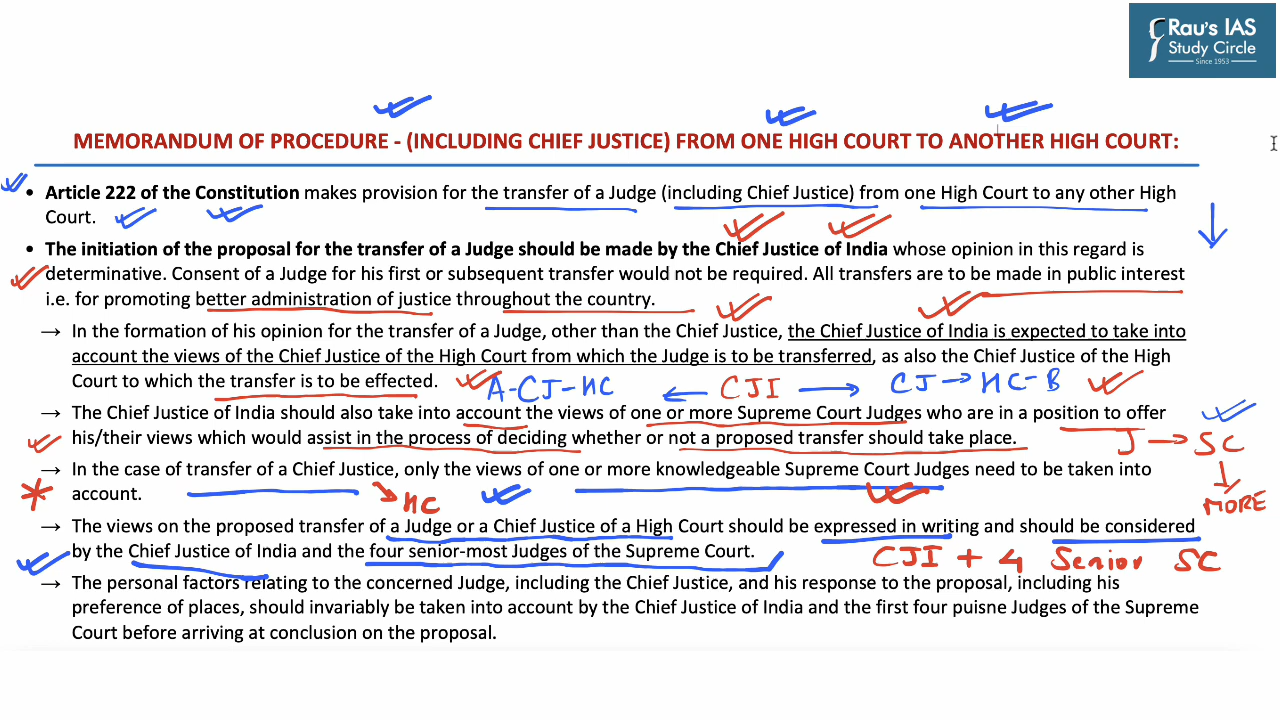 Rau's IAS
Study Circle
Since 1953
MEMORANDUM OF PROCEDURE - (INCLUDING CHIEF JUSTICE) FROM ONE HIGH COURT TO ANOTHER HIGH COURT:
• Article 222 of the Constitution makes provision for the transfer of a Judge (including Chief Justice) from one High Court to any other High
Court.
• The initiation of the proposal for the transfer of a Judge should be made by the Chief Justice of India whose opinion in this regard is
determinative. Consent of a Judge for his first or subsequent transfer would not be required. All transfers are to be made in public interest
i.e. for promoting better administration of justice throughout the country.
→ In the formation of his opinion for the transfer of a Judge, other than the Chief Justice, the Chief Justice of India is expected to take into
account the views of the Chief Justice of the High Court from which the Judge is to be transferred, as also the Chief Justice of the High
Court to which the transfer is to be effected.
A-CJ-HC ← CJI → CJ → HC-B
→ The Chief Justice of India should also take into account the views of one or more Supreme Court Judges who are in a position to offer
his/their views which would assist in the process of deciding whether or not a proposed transfer should take place.
J → SC
→ In the case of transfer of a Chief Justice, only the views of one or more knowledgeable Supreme Court Judges need to be taken into
account.
HC
MORE
→ The views on the proposed transfer of a Judge or a Chief Justice of a High Court should be expressed in writing and should be considered
by the Chief Justice of India and the four senior-most Judges of the Supreme Court.
CJI + 4 Senior SC
→ The personal factors relating to the concerned Judge, including the Chief Justice, and his response to the proposal, including his
preference of places, should invariably be taken into account by the Chief Justice of India and the first four puisne Judges of the Supreme
Court before arriving at conclusion on the proposal.